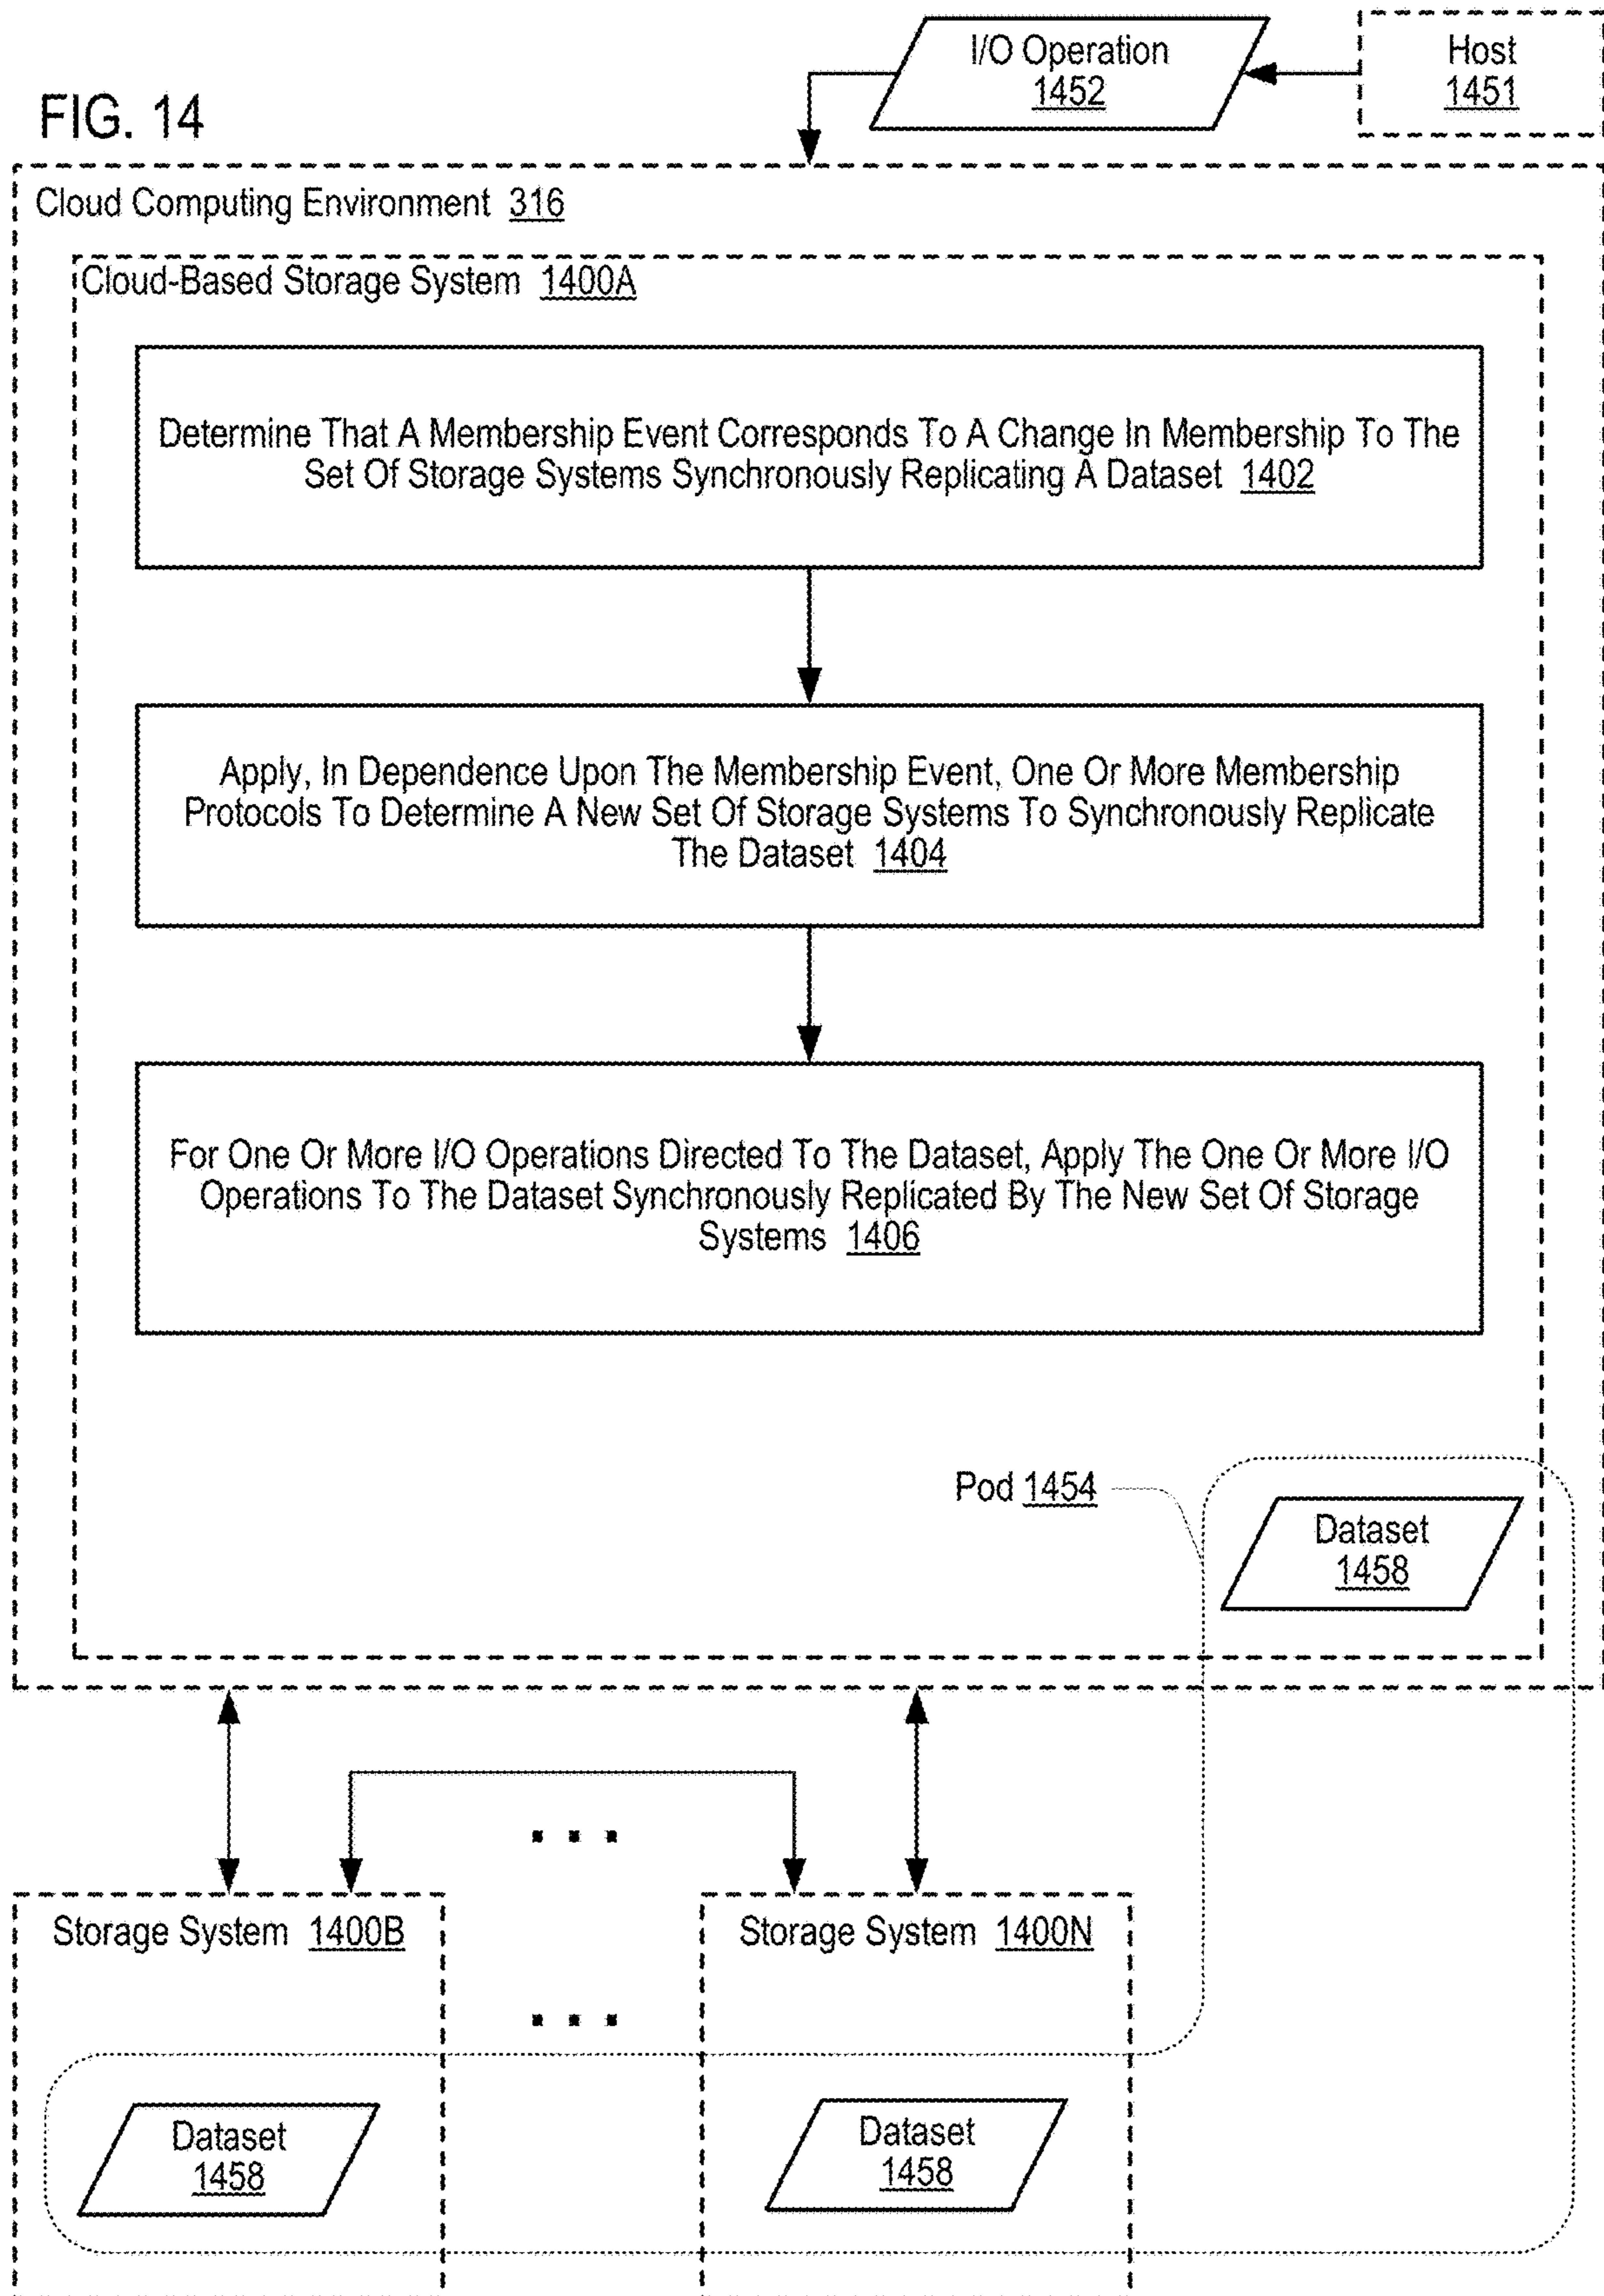 I/O Operation
1452
Host
1451
FIG. 14
Cloud Computing Environment 316
Cloud-Based Storage System 1400A
Determine That A Membership Event Corresponds To A Change In Membership To The
Set Of Storage Systems Synchronously Replicating A Dataset 1402
Apply, In Dependence Upon The Membership Event, One Or More Membership
Protocols To Determine A New Set Of Storage Systems To Synchronously Replicate
The Dataset 1404
For One Or More I/O Operations Directed To The Dataset, Apply The One Or More I/O
Operations To The Dataset Synchronously Replicated By The New Set Of Storage
Systems 1406
Pod 1454
Dataset
1458
. . .
Storage System 1400B
Storage System 1400N
. . .
Dataset
1458
Dataset
1458